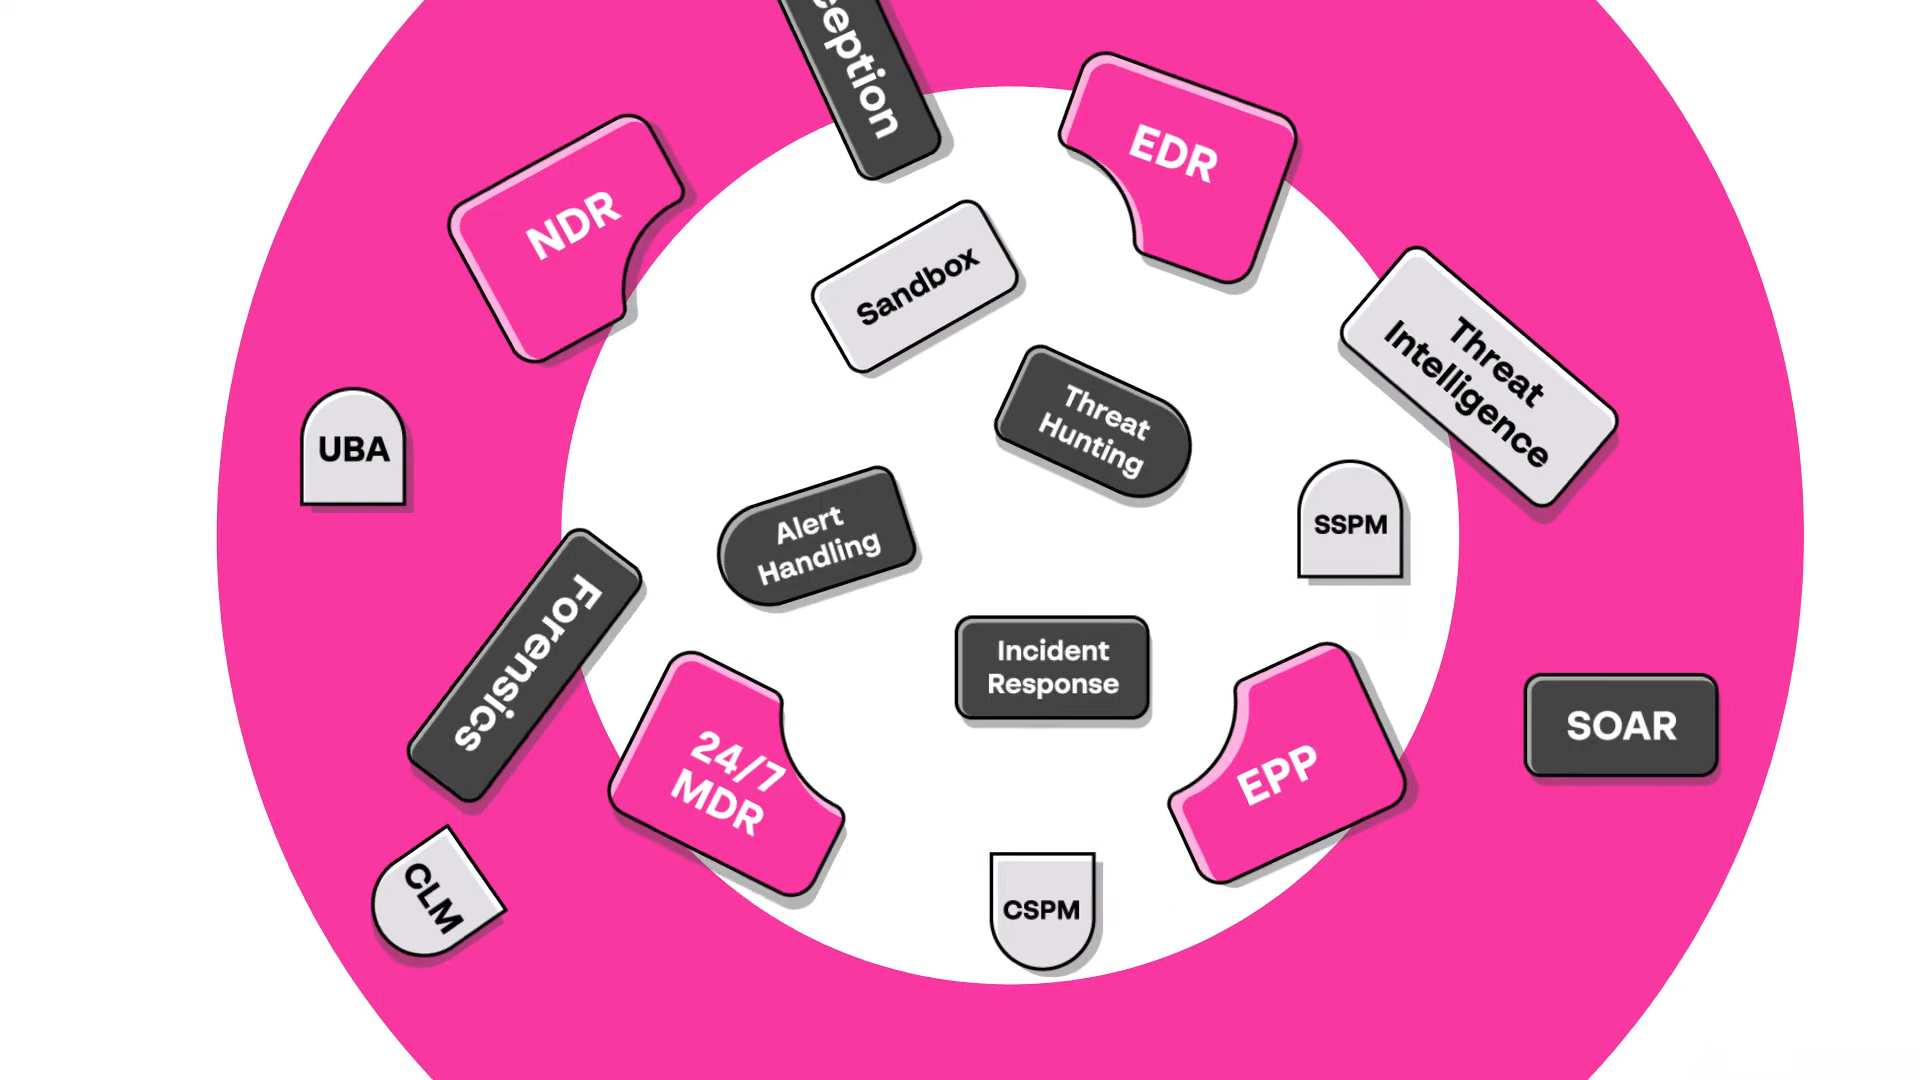 ception
EDR
NDR
Sandbox
Threat
Intelligence
Threat
Hunting
UBA
SSPM
Alert
Handling
Forensics
Incident
Response
SOAR
24/7
MDR
EPP
CLM
CSPM